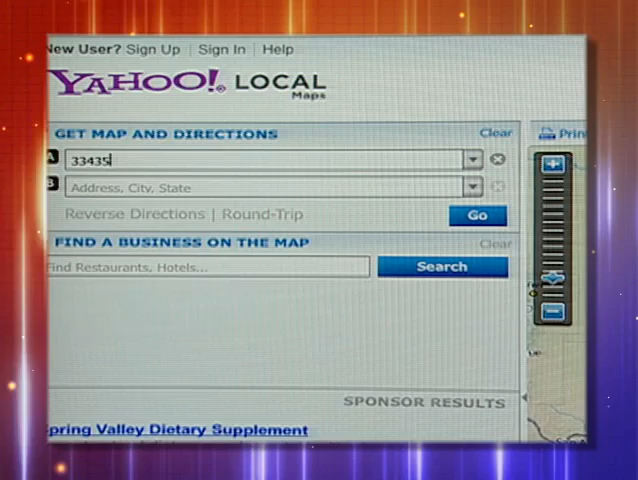 New User? Sign Up | Sign In | Help
YAHOO! LOCAL
Maps
GET MAP AND DIRECTIONS Clear
A 33435
B Address, City, State
Reverse Directions | Round-Trip Go
FIND A BUSINESS ON THE MAP Clear
Find Restaurants, Hotels... Search
SPONSOR RESULTS
Spring Valley Dietary Supplement
Prin